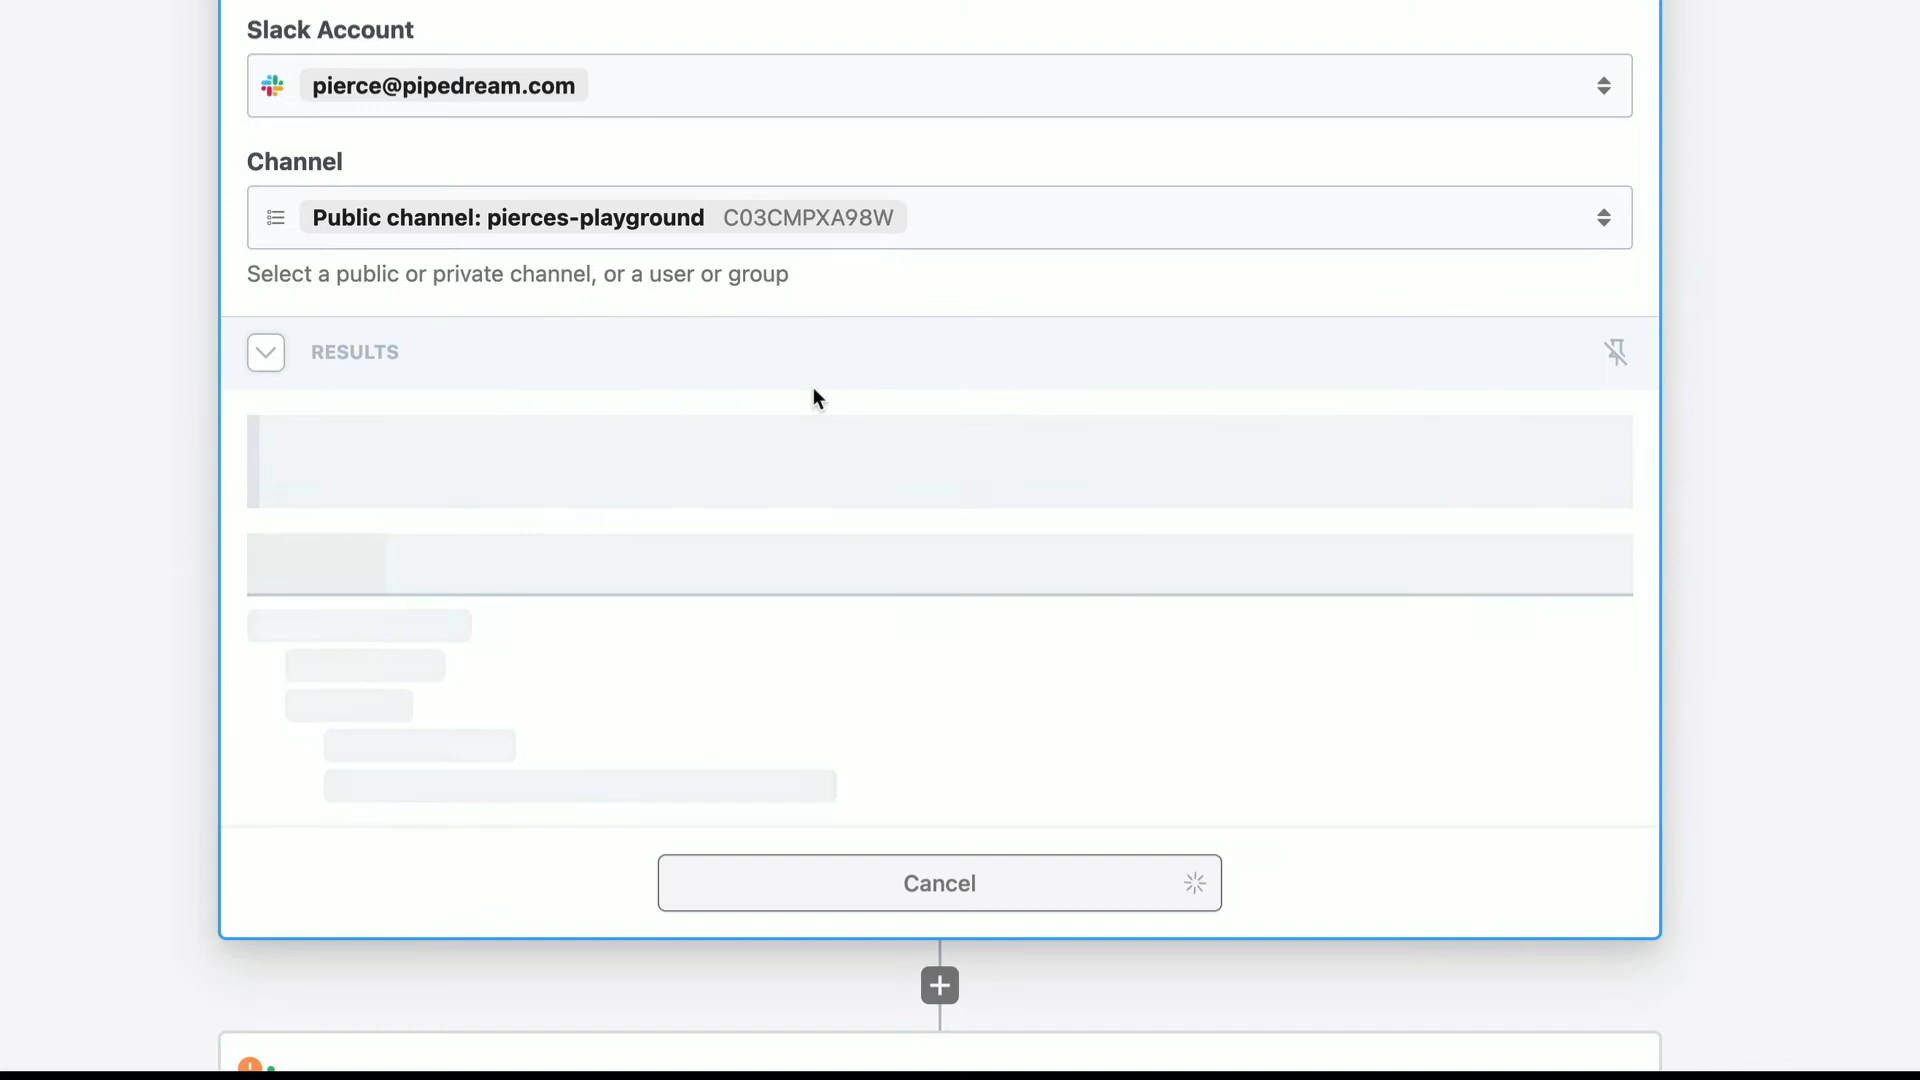 Slack Account
pierce@pipedream.com
Channel
Public channel: pierces-playground C03CMPXA98W
Select a public or private channel, or a user or group
RESULTS
Cancel